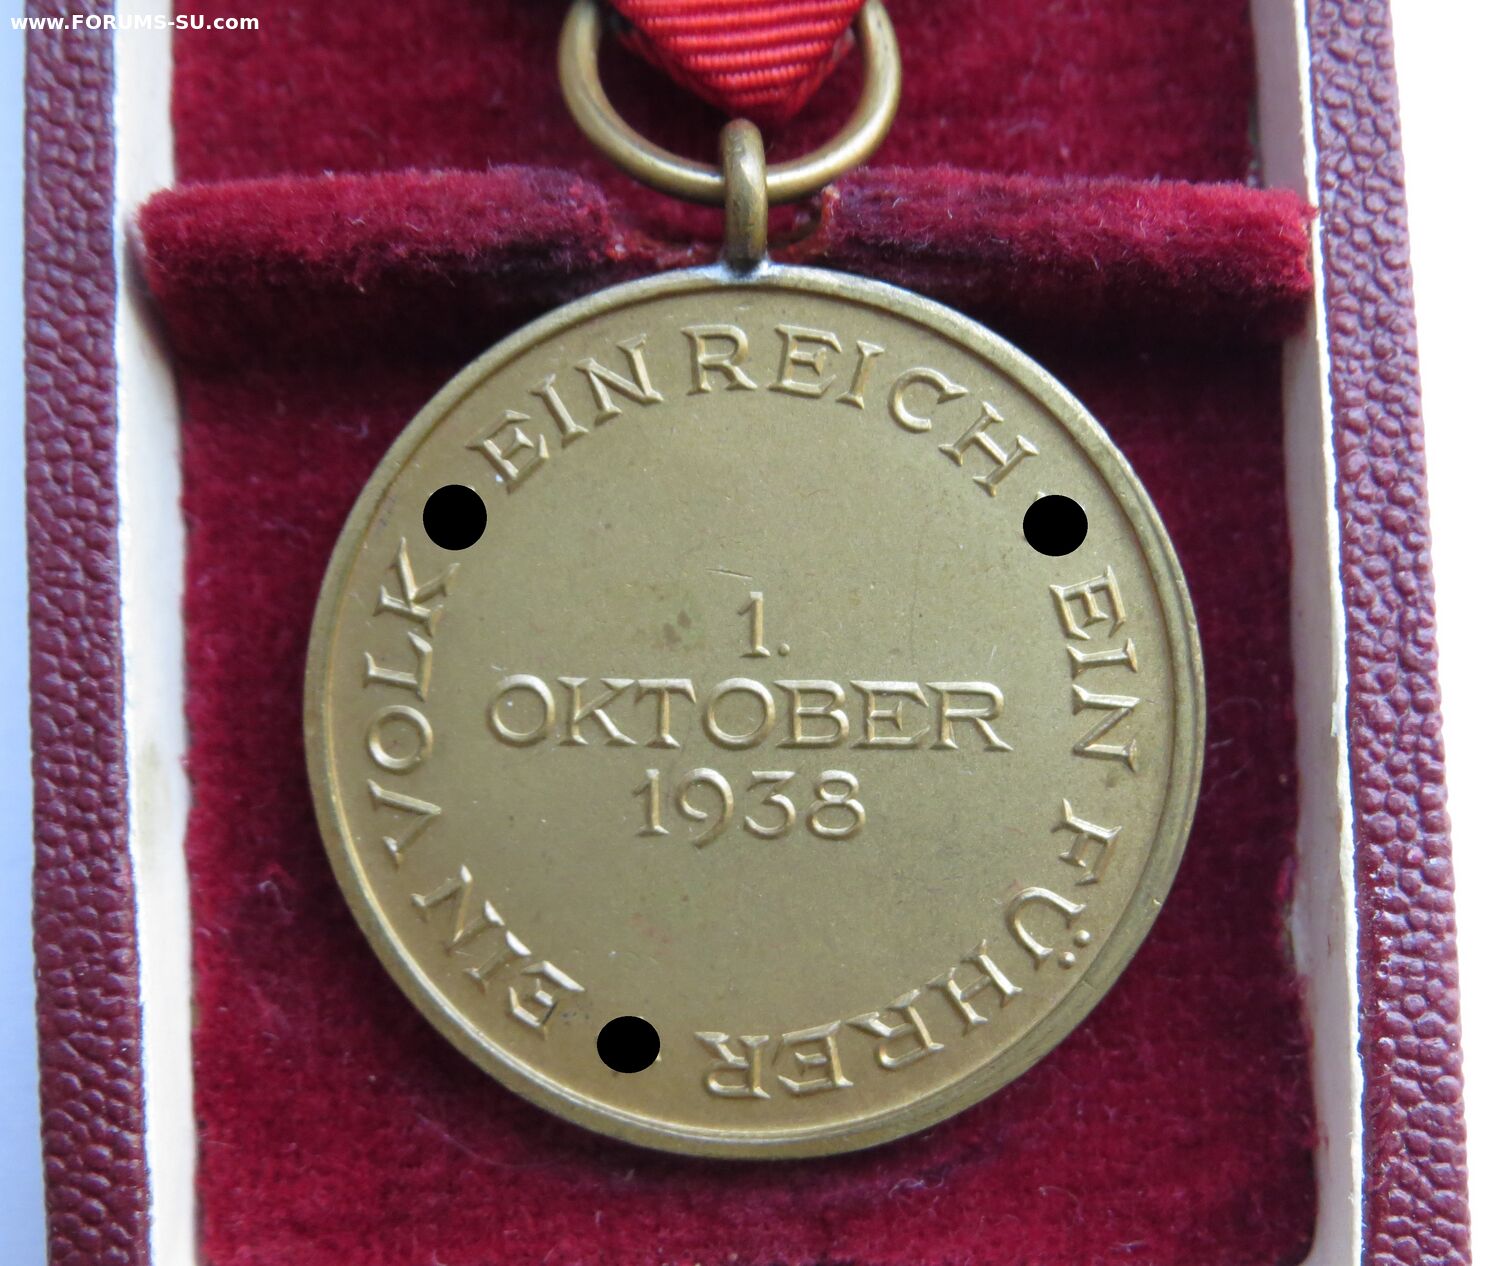 www.FORUMS-SU.com
EIN VOLK EIN REICH EIN FÜHRER
1.
OKTOBER
1938